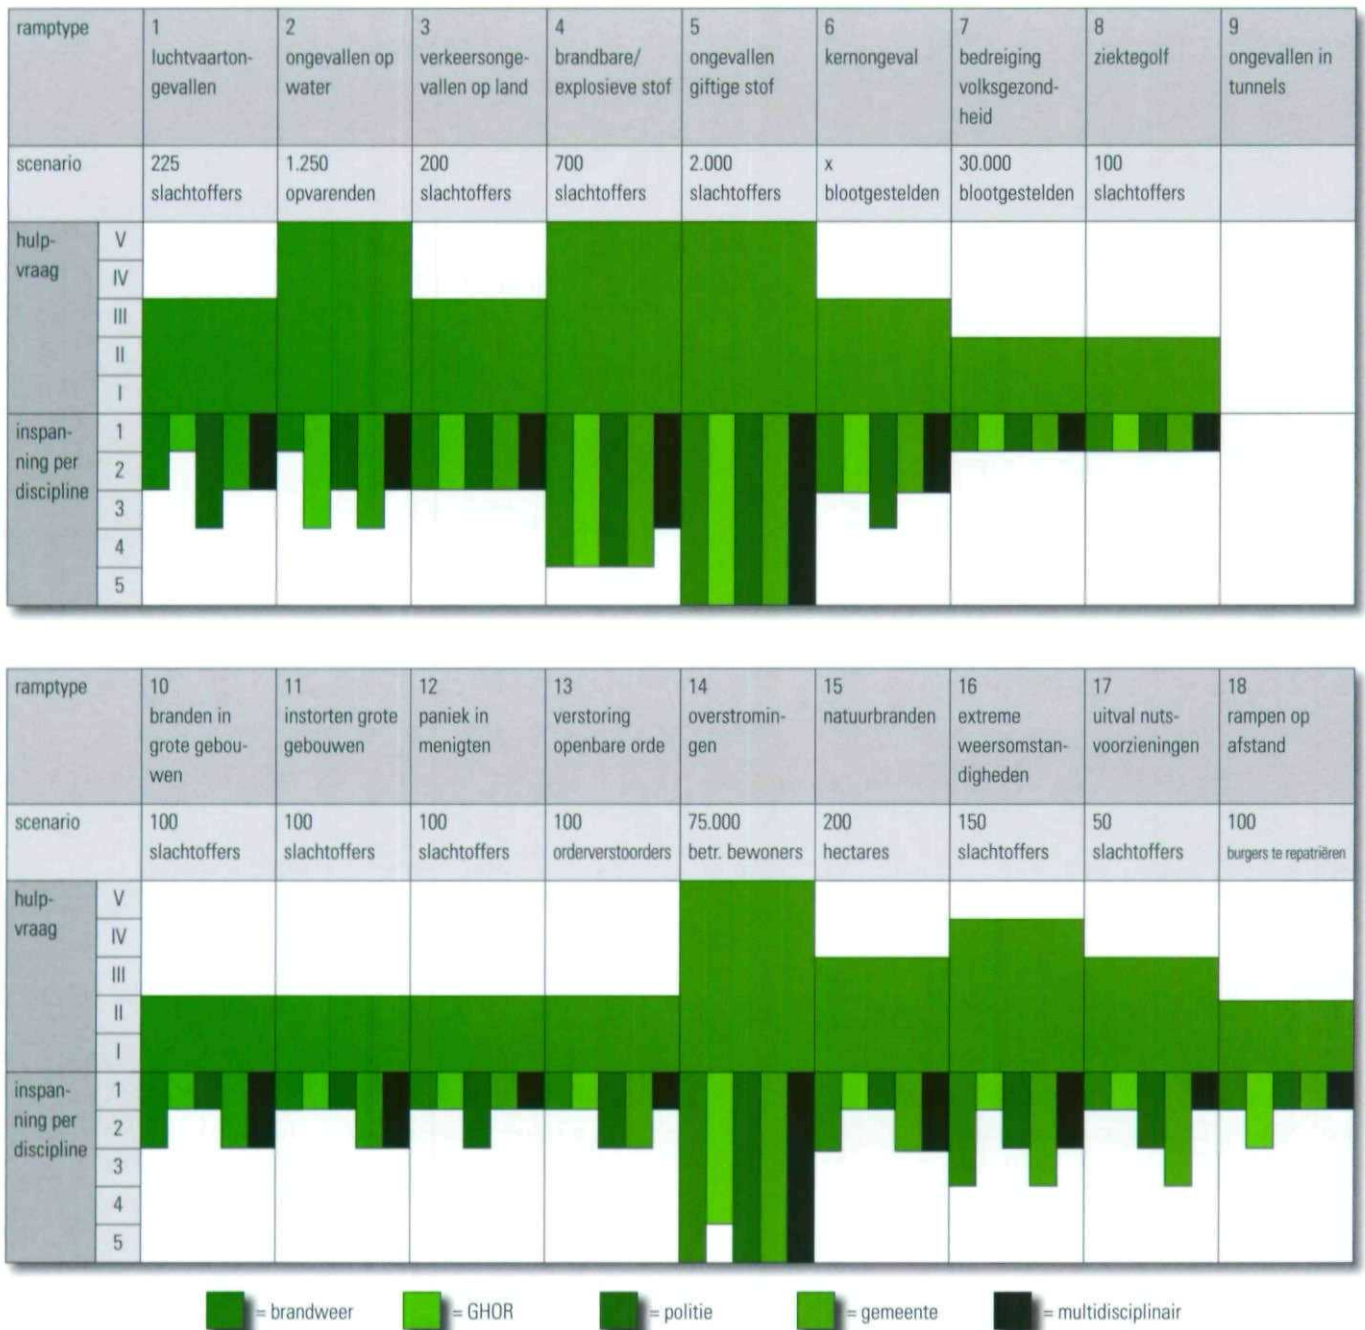 ramptype
1
luchtvaarton-
gevallen
2
ongevallen op
water
3
verkeersonge-
vallen op land
4
brandbare/
explosieve stof
5
ongevallen
giftige stof
6
kernongeval
7
bedreiging
volksgezond-
heid
8
ziektegolf
9
ongevallen in
tunnels
scenario
225
slachtoffers
1.250
opvarenden
200
slachtoffers
700
slachtoffers
2.000
slachtoffers
x
blootgestelden
30.000
blootgestelden
100
slachtoffers
hulp-
vraag
V
IV
III
II
I
inspan-
ning per
discipline
1
2
3
4
5
ramptype
10
branden in
grote gebou-
wen
11
instorten grote
gebouwen
12
paniek in
menigten
13
verstoring
openbare orde
14
overstromin-
gen
15
natuurbranden
16
extreme
weersomstan-
digheden
17
uitval nuts-
voorzieningen
18
rampen op
afstand
scenario
100
slachtoffers
100
slachtoffers
100
slachtoffers
100
orderverstoorders
75.000
betr. bewoners
200
hectares
150
slachtoffers
50
slachtoffers
100
burgers te repatriëren
hulp-
vraag
V
IV
III
II
I
inspan-
ning per
discipline
1
2
3
4
5
= brandweer
= GHOR
= politie
= gemeente
= multidisciplinair